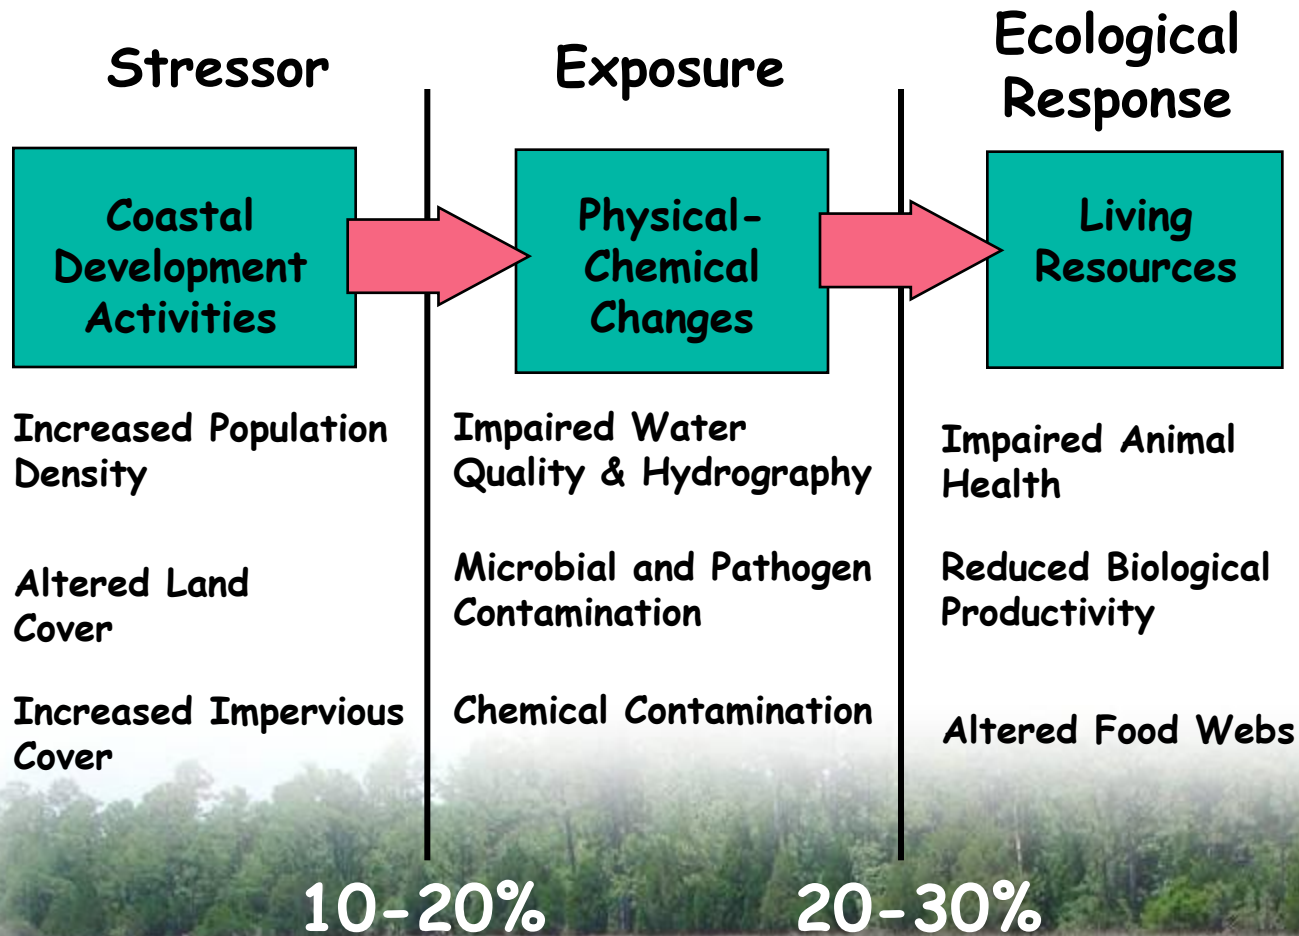 Stressor
Exposure
Ecological
Response
Coastal
Development
Activities
Physical-
Chemical
Changes
Living
Resources
Increased Population
Density
Altered Land
Cover
Increased Impervious
Cover
Impaired Water
Quality & Hydrography
Microbial and Pathogen
Contamination
Chemical Contamination
Impaired Animal
Health
Reduced Biological
Productivity
Altered Food Webs
10-20%
20-30%